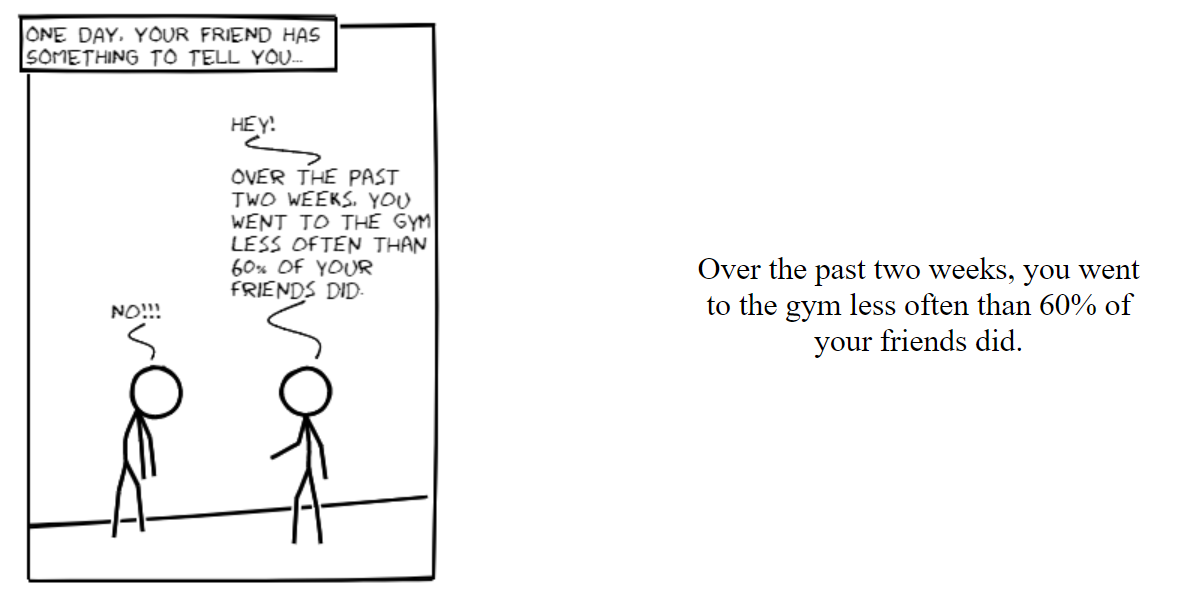 ONE DAY, YOUR FRIEND HAS
SOMETHING TO TELL YOU...
HEY!
OVER THE PAST
TWO WEEKS, YOU
WENT TO THE GYM
LESS OFTEN THAN
60% OF YOUR
FRIENDS DID.
NO!!!
Over the past two weeks, you went
to the gym less often than 60% of
your friends did.